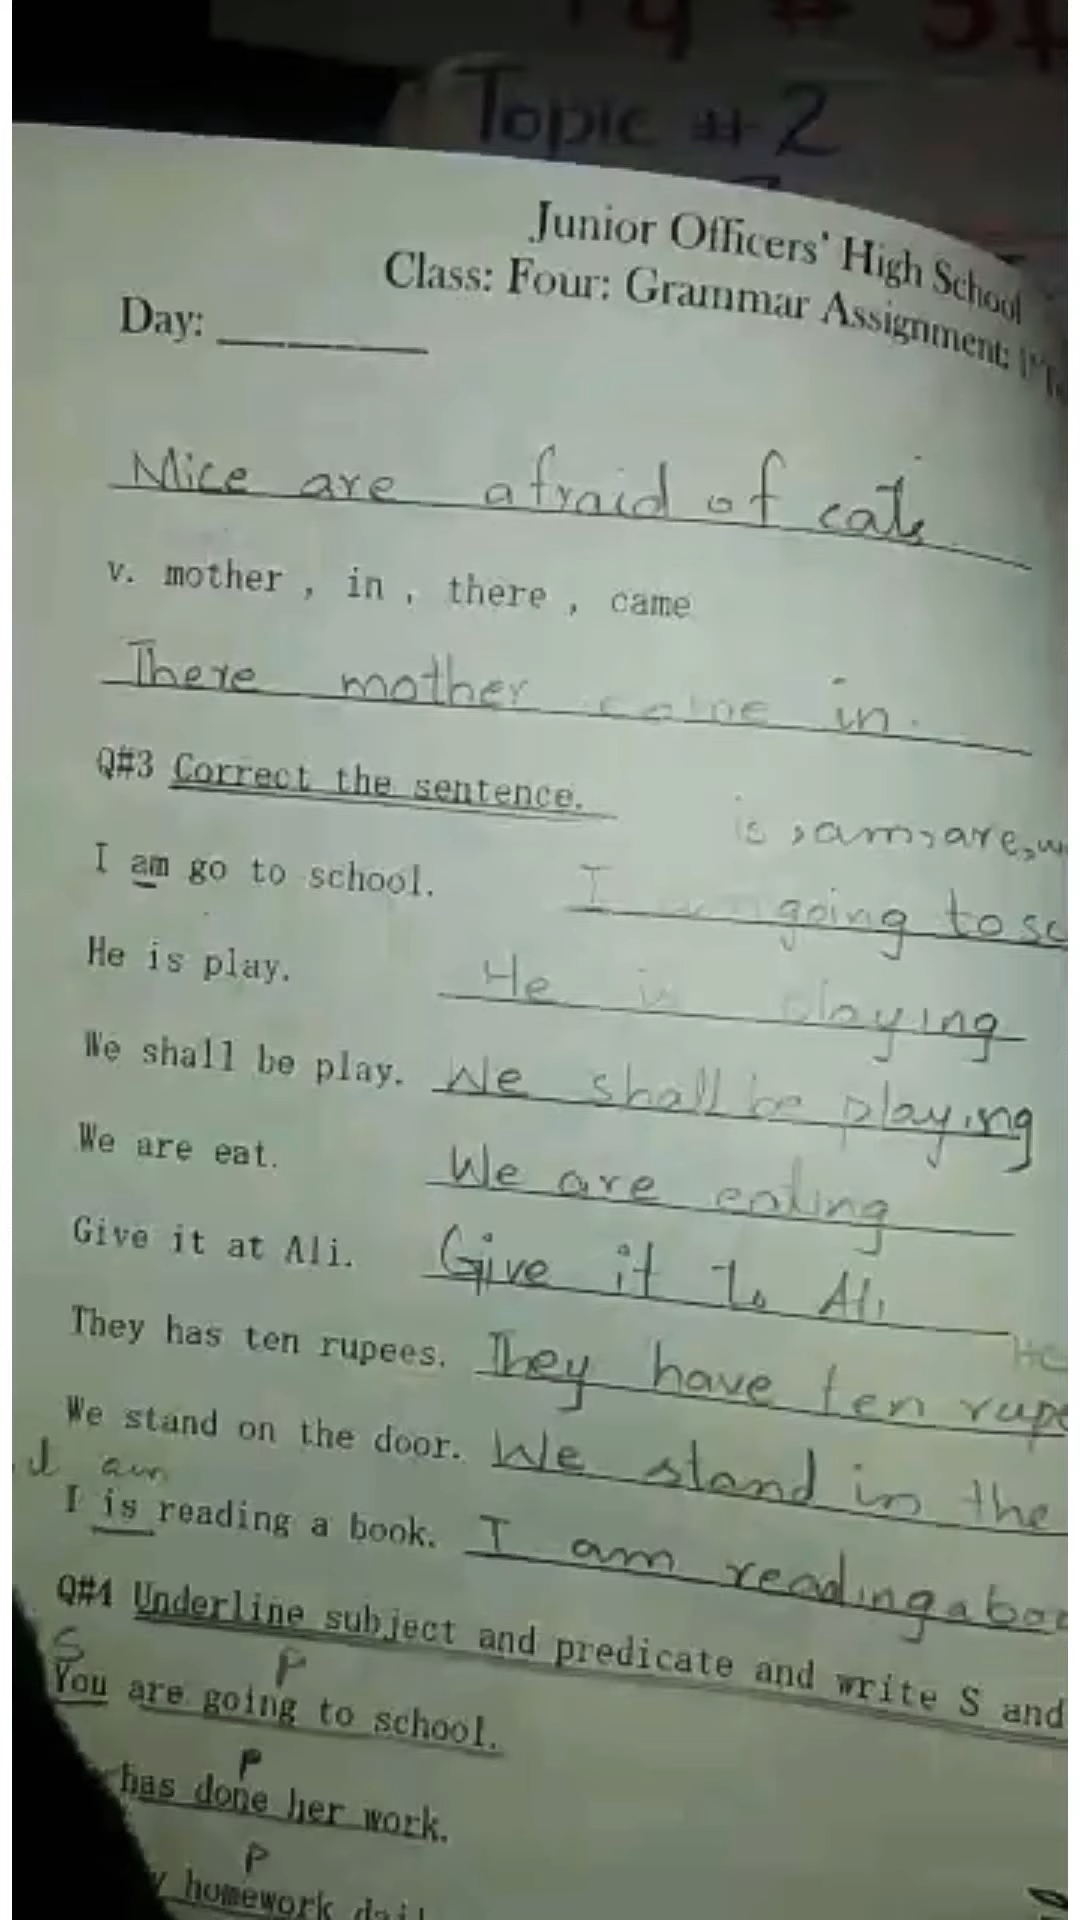 Topic # 2
Junior Officers' High School
Class: Four: Grammar Assignment:
Day:
Mice are afraid of cats
v. mother , in , there , came
There mother came in.
Q#3 Correct the sentence.
is, am, are,
I am go to school. I am going to
He is play. He is playing
We shall be play. We shall be playing
We are eat. We are eating
Give it at Ali. Give it to Ali
They has ten rupees. They have ten
We stand on the door. We stand in the
I am
I is reading a book. I am reading a
Q#4 Underline subject and predicate and write S and
S P
You are going to school.
P
has done her work.
P
homework